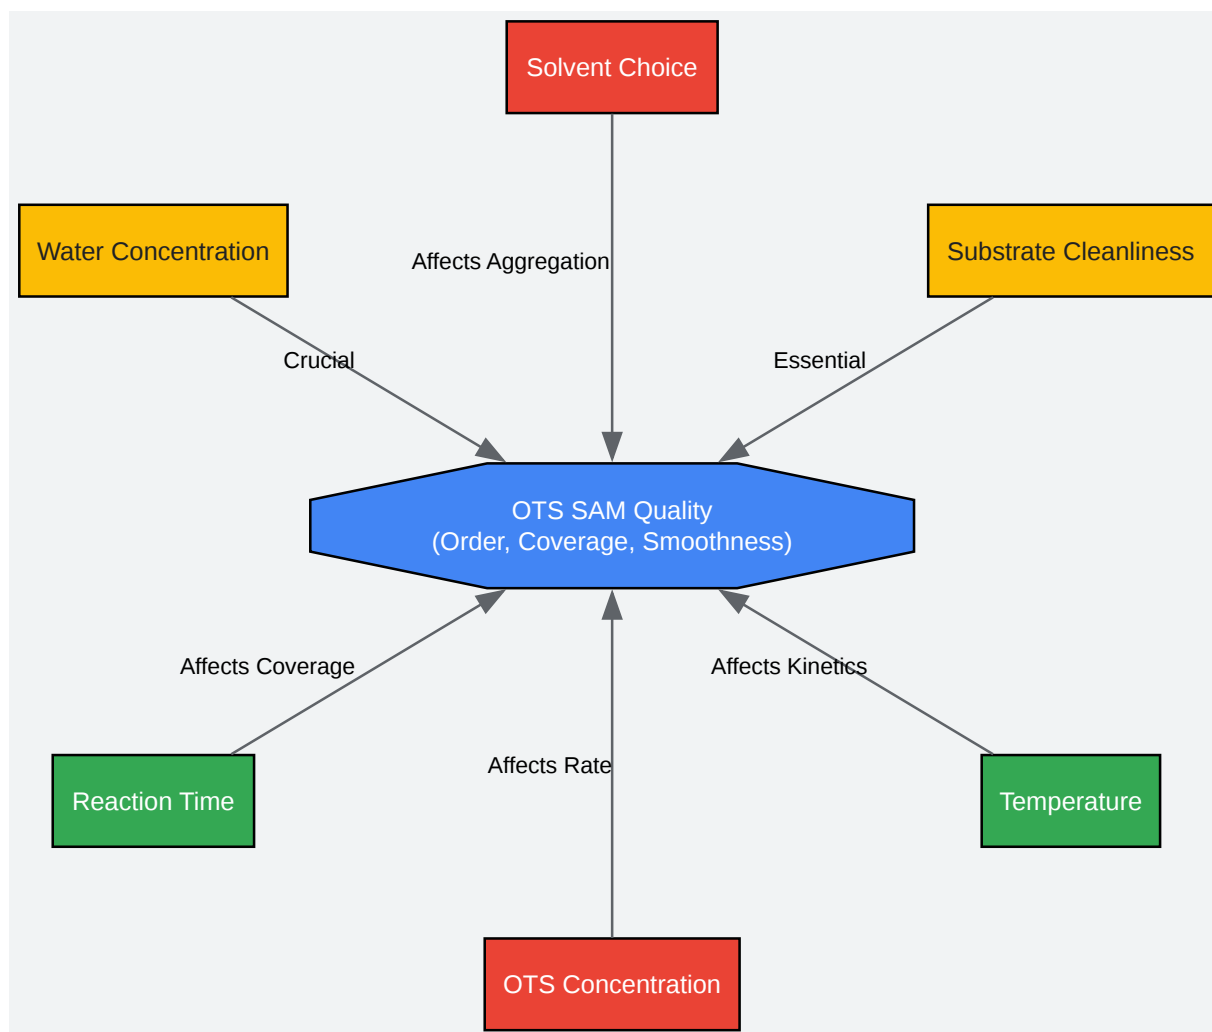 Solvent Choice
Water Concentration
Substrate Cleanliness
Affects Aggregation
Crucial
Essential
OTS SAM Quality
(Order, Coverage, Smoothness)
Affects Coverage
Affects Kinetics
Affects Rate
Reaction Time
Temperature
OTS Concentration